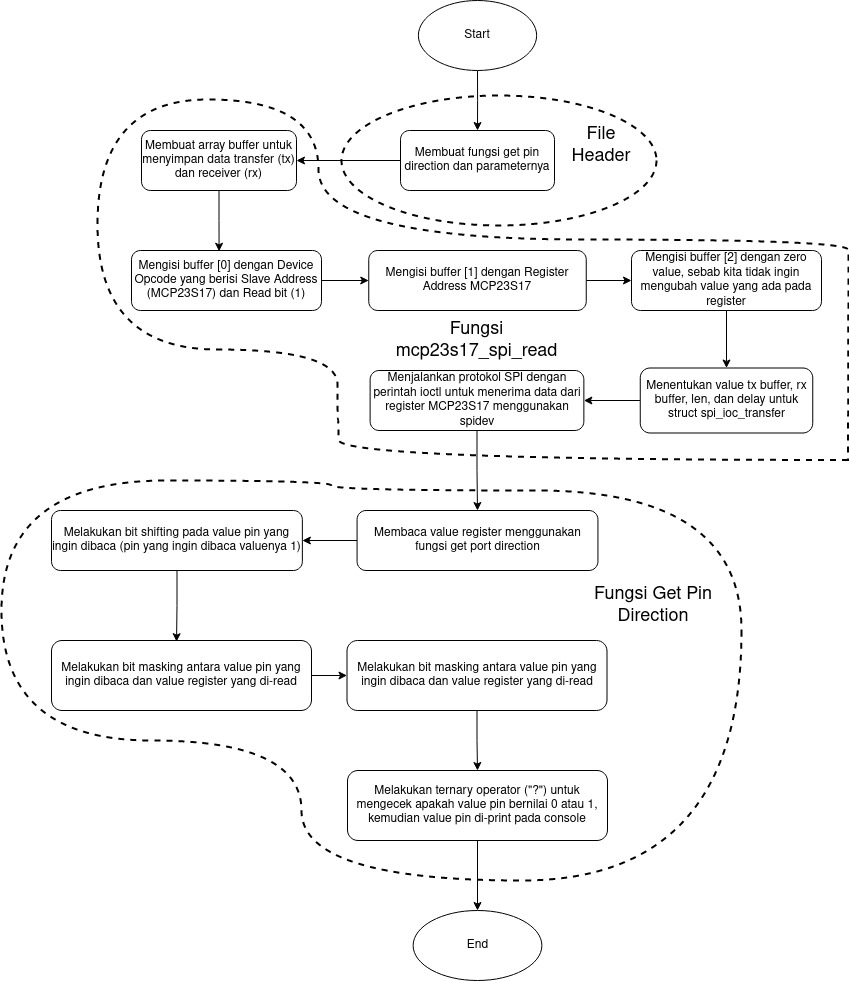 Start
File
Header
Membuat fungsi get pin
direction dan parameternya
Membuat array buffer untuk
menyimpan data transfer (tx)
dan receiver (rx)
Mengisi buffer [0] dengan Device
Opcode yang berisi Slave Address
(MCP23S17) dan Read bit (1)
Mengisi buffer [1] dengan Register
Address MCP23S17
Mengisi buffer [2] dengan zero
value, sebab kita tidak ingin
mengubah value yang ada pada
register
Fungsi
mcp23s17_spi_read
Menentukan value tx buffer, rx
buffer, len, dan delay untuk
struct spi_ioc_transfer
Menjalankan protokol SPI dengan
perintah ioctl untuk menerima data dari
register MCP23S17 menggunakan
spidev
Membaca value register menggunakan
fungsi get port direction
Melakukan bit shifting pada value pin yang
ingin dibaca (pin yang ingin dibaca valuenya 1)
Fungsi Get Pin
Direction
Melakukan bit masking antara value pin yang
ingin dibaca dan value register yang di-read
Melakukan bit masking antara value pin yang
ingin dibaca dan value register yang di-read
Melakukan ternary operator ("?") untuk
mengecek apakah value pin bernilai 0 atau 1,
kemudian value pin di-print pada console
End